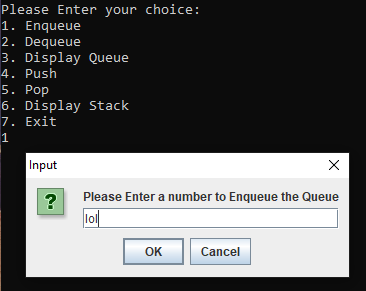 Please Enter your choice:
1. Enqueue
2. Dequeue
3. Display Queue
4. Push
5. Pop
6. Display Stack
7. Exit
1
Input
Please Enter a number to Enqueue the Queue
lol
OK
Cancel